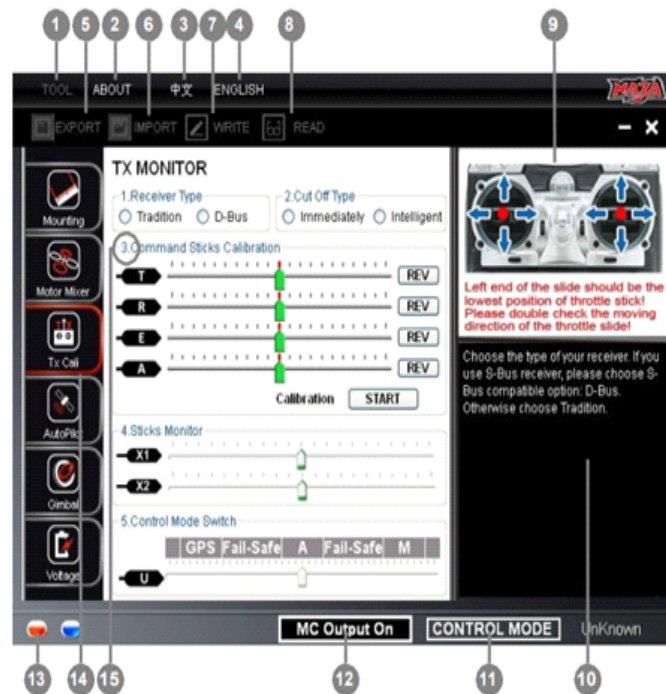 1 5 2 6 3 7 4 8 9
TOOL ABOUT 中文 ENGLISH
EXPORT IMPORT WRITE READ
TX MONITOR
1.Receiver Type 2.Cut Off Type
Tradition D-Bus Immediately Intelligent
3.Command Sticks Calibration
T REV
R REV
E REV
A REV
Calibration START
4.Sticks Monitor
X1
X2
5.Control Mode Switch
GPS Fail-Safe A Fail-Safe M
U
Mounting
Motor Mixer
Tx Cali
AutoPilot
Gimbal
Voltage
Left end of the slide should be the
lowest position of throttle stick!
Please double check the moving
direction of the throttle slide!
Choose the type of your receiver. If you
use S-Bus receiver, please choose S-
Bus compatible option: D-Bus.
Otherwise choose Tradition.
MC Output On CONTROL MODE UnKnown
13 14 15 12 11 10